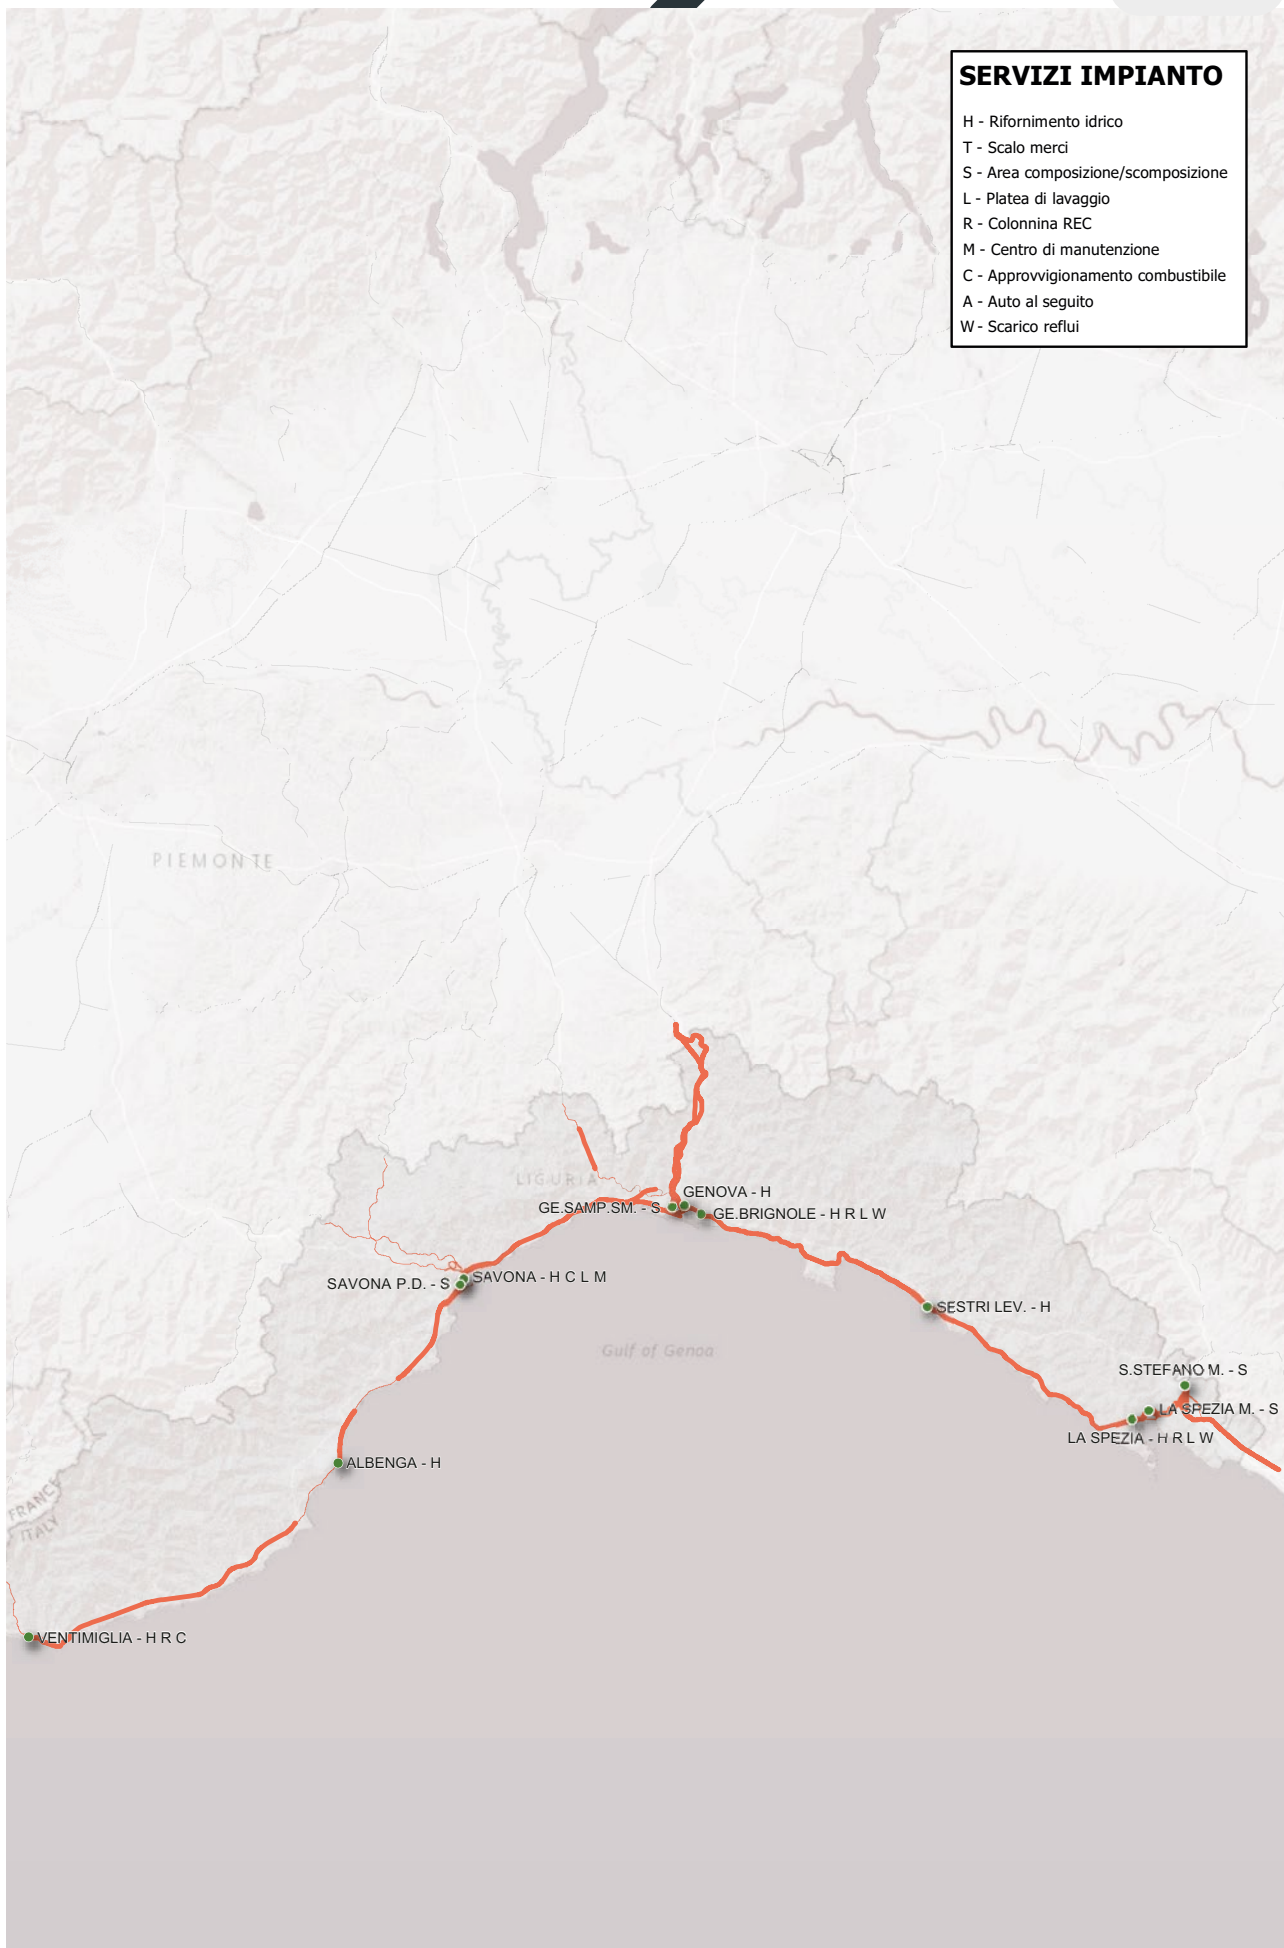 SERVIZI IMPIANTO
H - Rifornimento idrico
T - Scalo merci
S - Area composizione/scomposizione
L - Platea di lavaggio
R - Colonnina REC
M - Centro di manutenzione
C - Approvvigionamento combustibile
A - Auto al seguito
W - Scarico reflui
PIEMONTE
LIGURIA
GENOVA - H
GE.SAMP.SM. - S
GE.BRIGNOLE - H R L W
SAVONA - H C L M
SAVONA P.D. - S
SESTRI LEV. - H
Gulf of Genoa
S.STEFANO M. - S
LA SPEZIA M. - S
LA SPEZIA - H R L W
ALBENGA - H
FRANCE
ITALY
VENTIMIGLIA - H R C